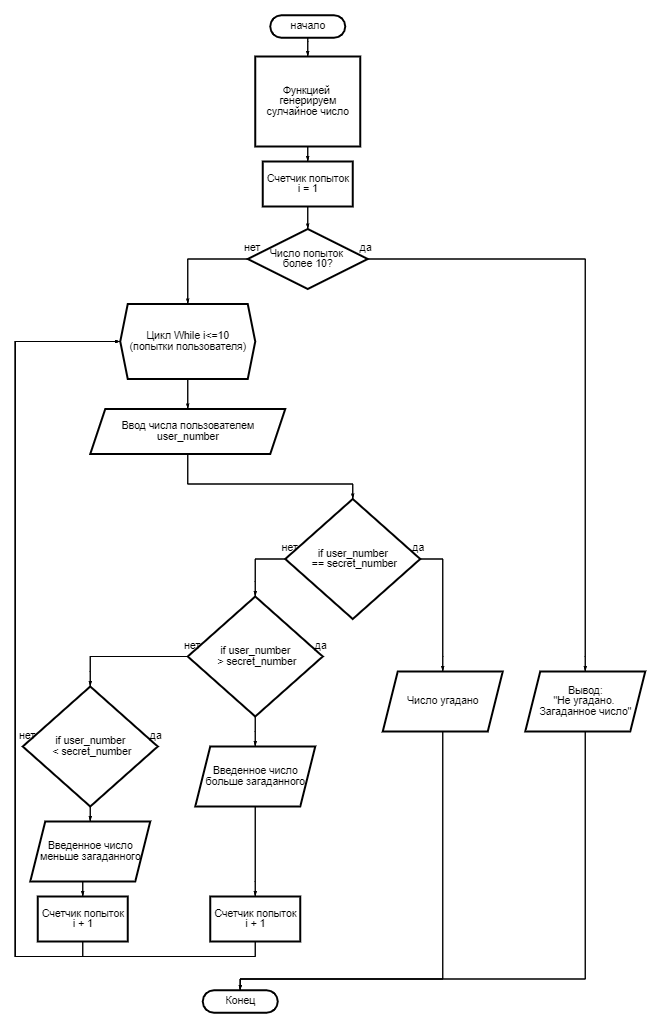 начало
Функцией
генерируем
сулчайное число
Счетчик попыток
i = 1
нет
Число попыток
более 10?
да
Цикл While i<=10
(попытки пользователя)
Ввод числа пользователем
user_number
нет
if user_number
== secret_number
да
нет
if user_number
> secret_number
да
Число угадано
Вывод:
"Не угадано.
Загаданное число"
нет
if user_number
< secret_number
да
Введенное число
больше загаданного
Введенное число
меньше загаданного
Счетчик попыток
i + 1
Счетчик попыток
i + 1
Конец